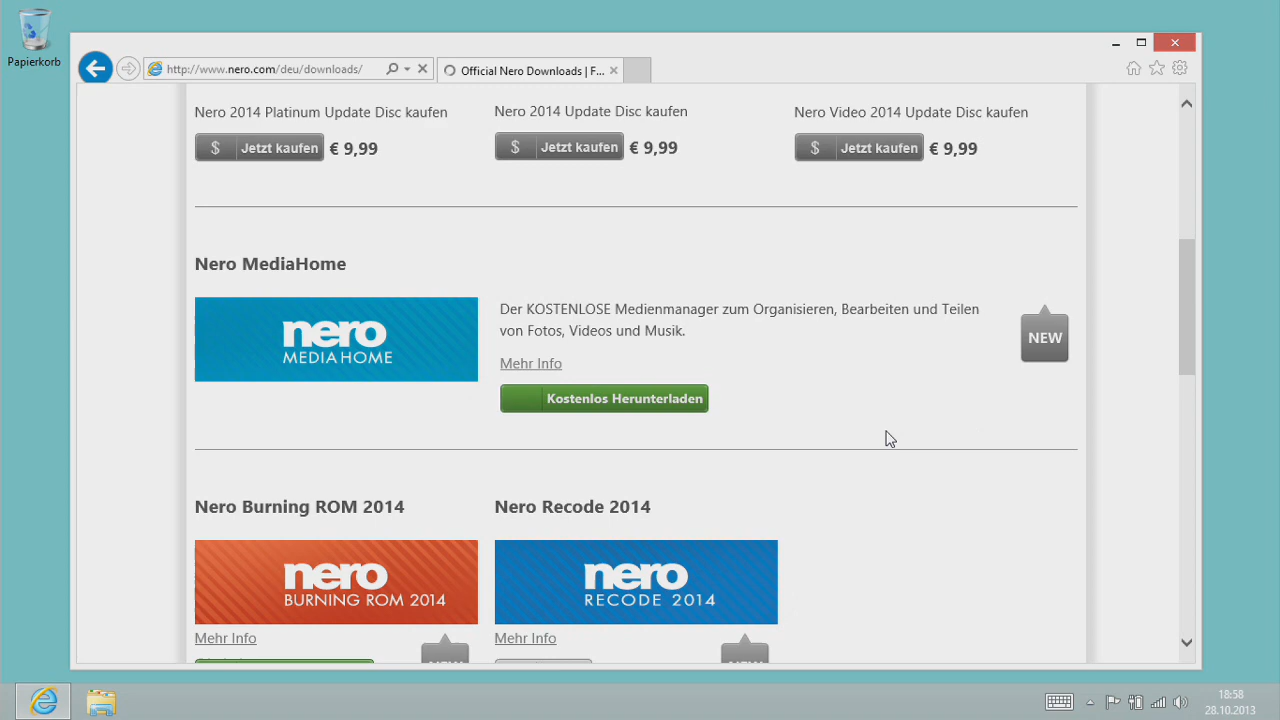 Papierkorb
http://www.nero.com/deu/downloads/
Official Nero Downloads | F...
Nero 2014 Platinum Update Disc kaufen
Nero 2014 Update Disc kaufen
Nero Video 2014 Update Disc kaufen
$ Jetzt kaufen € 9,99
$ Jetzt kaufen € 9,99
$ Jetzt kaufen € 9,99
Nero MediaHome
nero
MEDIAHOME
Der KOSTENLOSE Medienmanager zum Organisieren, Bearbeiten und Teilen
von Fotos, Videos und Musik.
Mehr Info
Kostenlos Herunterladen
NEW
Nero Burning ROM 2014
Nero Recode 2014
nero
BURNING ROM 2014
nero
RECODE 2014
Mehr Info
NEW
Mehr Info
NEW
18:58
28.10.2013